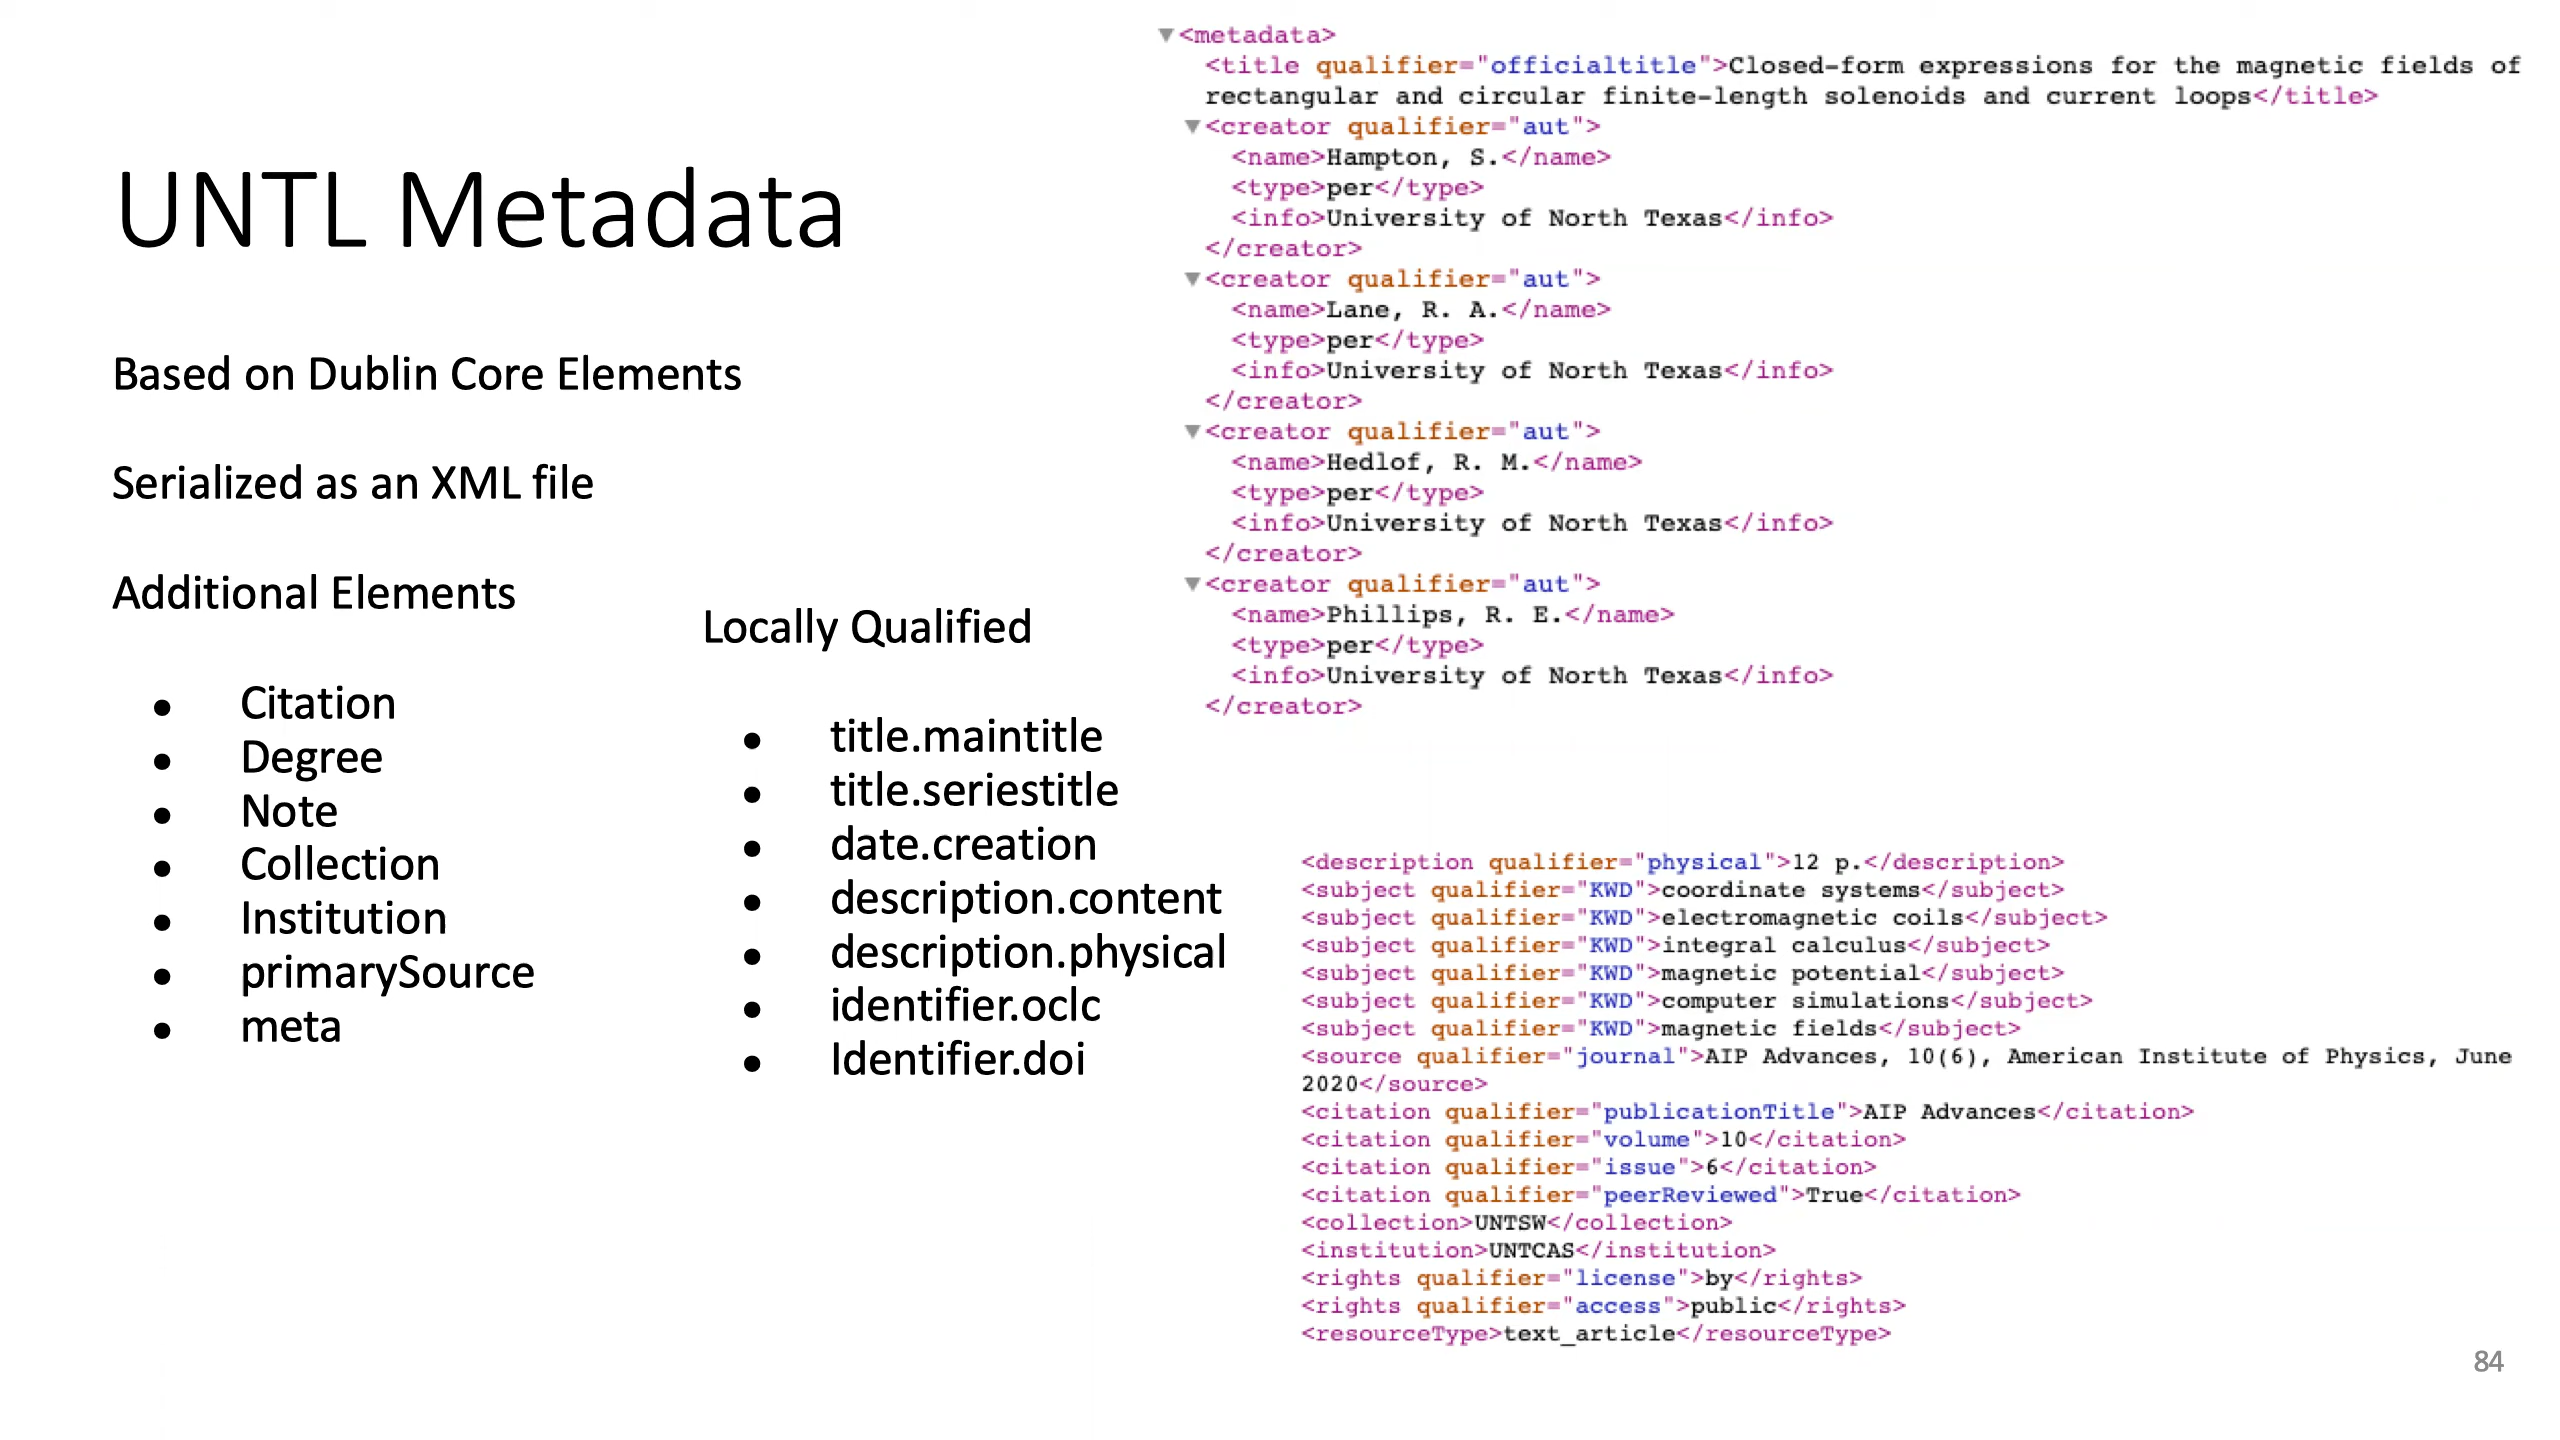 UNTL Metadata
Based on Dublin Core Elements
Serialized as an XML file
Additional Elements
● Citation
● Degree
● Note
● Collection
● Institution
● primarySource
● meta
Locally Qualified
● title.maintitle
● title.seriestitle
● date.creation
● description.content
● description.physical
● identifier.oclc
● Identifier.doi
▼<metadata>
<title qualifier="officialtitle">Closed-form expressions for the magnetic fields of
rectangular and circular finite-length solenoids and current loops</title>
▼<creator qualifier="aut">
<name>Hampton, S.</name>
<type>per</type>
<info>University of North Texas</info>
</creator>
▼<creator qualifier="aut">
<name>Lane, R. A.</name>
<type>per</type>
<info>University of North Texas</info>
</creator>
▼<creator qualifier="aut">
<name>Hedlof, R. M.</name>
<type>per</type>
<info>University of North Texas</info>
</creator>
▼<creator qualifier="aut">
<name>Phillips, R. E.</name>
<type>per</type>
<info>University of North Texas</info>
</creator>
<description qualifier="physical">12 p.</description>
<subject qualifier="KWD">coordinate systems</subject>
<subject qualifier="KWD">electromagnetic coils</subject>
<subject qualifier="KWD">integral calculus</subject>
<subject qualifier="KWD">magnetic potential</subject>
<subject qualifier="KWD">computer simulations</subject>
<subject qualifier="KWD">magnetic fields</subject>
<source qualifier="journal">AIP Advances, 10(6), American Institute of Physics, June
2020</source>
<citation qualifier="publicationTitle">AIP Advances</citation>
<citation qualifier="volume">10</citation>
<citation qualifier="issue">6</citation>
<citation qualifier="peerReviewed">True</citation>
<collection>UNTSW</collection>
<institution>UNTCAS</institution>
<rights qualifier="license">by</rights>
<rights qualifier="access">public</rights>
<resourceType>text_article</resourceType>
84